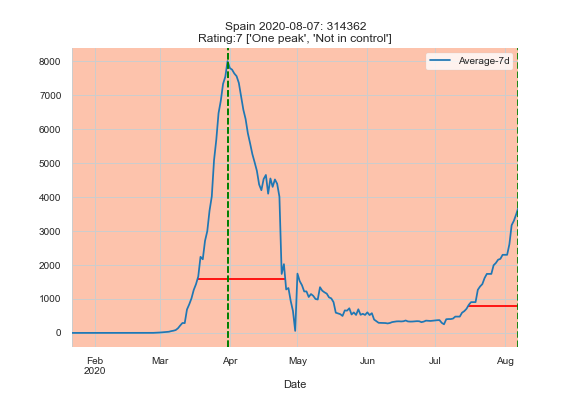 Spain 2020-08-07: 314362
Rating:7 ['One peak', 'Not in control']
Average-7d
8000
7000
6000
5000
4000
3000
2000
1000
0
Feb Mar Apr May Jun Jul Aug
2020
Date